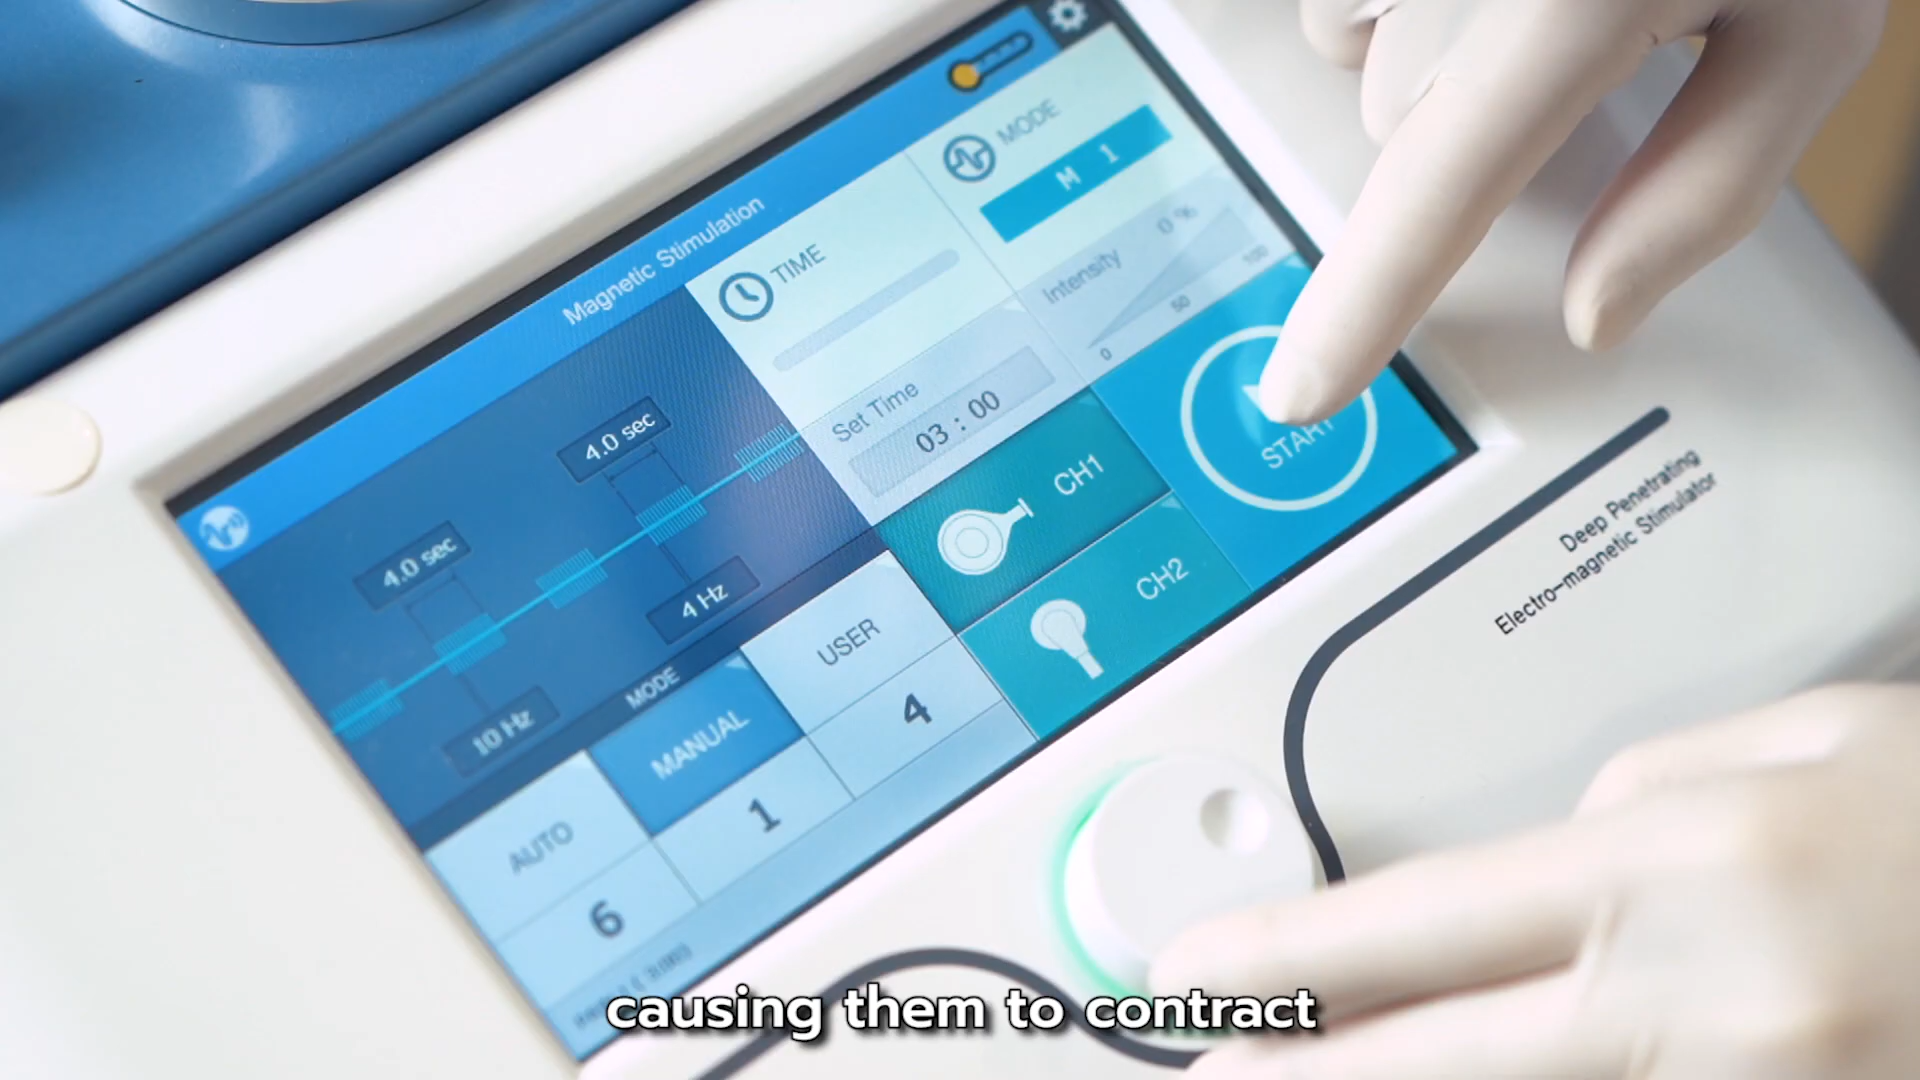 Magnetic Stimulation
MODE
M 1
TIME
Intensity
0 %
0
50
100
Set Time
03 : 00
START
4.0 sec
4.0 sec
10 Hz
4 Hz
CH1
CH2
MODE
AUTO
MANUAL
USER
6
1
4
Deep Penetrating
Electro-magnetic Stimulator
causing them to contract